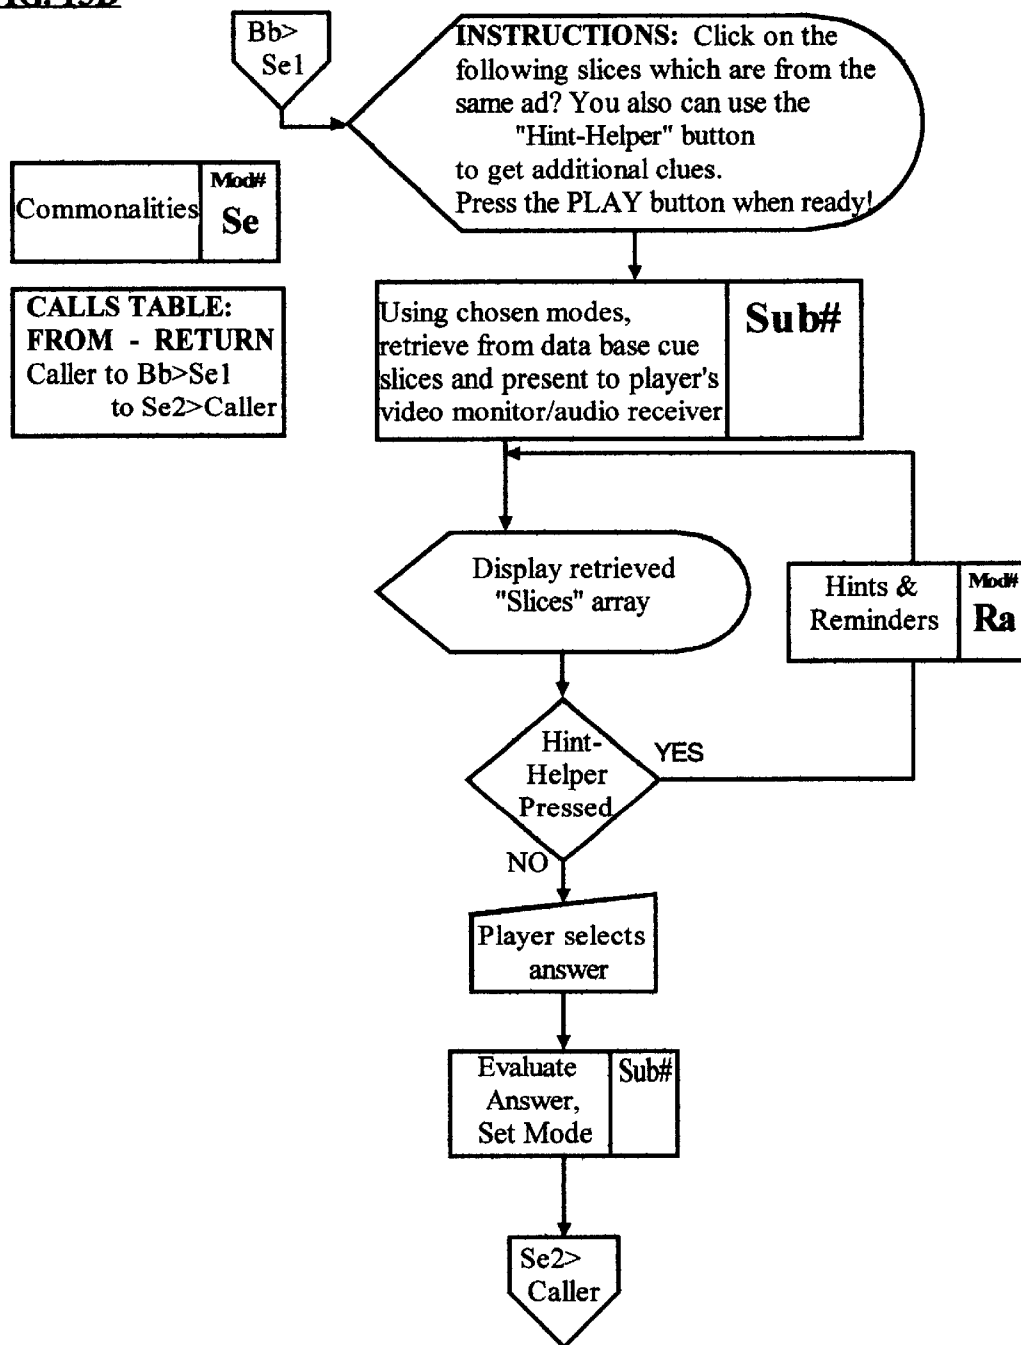 Bb>
Se1
INSTRUCTIONS: Click on the
following slices which are from the
same ad? You also can use the
"Hint-Helper" button
to get additional clues.
Press the PLAY button when ready!
Commonalities
Mod#
Se
CALLS TABLE:
FROM - RETURN
Caller to Bb>Se1
to Se2>Caller
Using chosen modes,
retrieve from data base cue
slices and present to player's
video monitor/audio receiver
Sub#
Display retrieved
"Slices" array
Hints &
Reminders
Mod#
Ra
Hint-
Helper
Pressed
YES
NO
Player selects
answer
Evaluate
Answer,
Set Mode
Sub#
Se2>
Caller